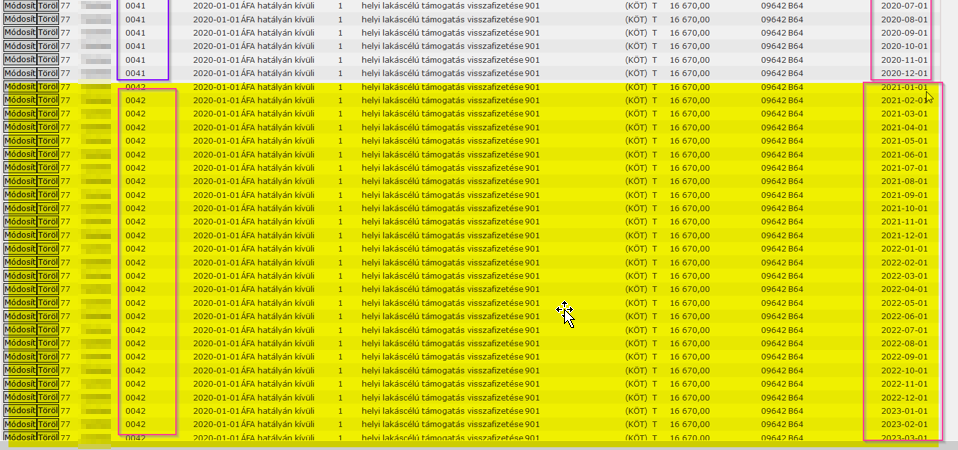 Módosít Töröl 77 0041 2020-01-01 ÁFA hatályán kívüli 1 helyi lakáscélú támogatás visszafizetése 901 (KÖT) T 16 670,00 09642 B64 2020-07-01
Módosít Töröl 77 0041 2020-01-01 ÁFA hatályán kívüli 1 helyi lakáscélú támogatás visszafizetése 901 (KÖT) T 16 670,00 09642 B64 2020-08-01
Módosít Töröl 77 0041 2020-01-01 ÁFA hatályán kívüli 1 helyi lakáscélú támogatás visszafizetése 901 (KÖT) T 16 670,00 09642 B64 2020-09-01
Módosít Töröl 77 0041 2020-01-01 ÁFA hatályán kívüli 1 helyi lakáscélú támogatás visszafizetése 901 (KÖT) T 16 670,00 09642 B64 2020-10-01
Módosít Töröl 77 0041 2020-01-01 ÁFA hatályán kívüli 1 helyi lakáscélú támogatás visszafizetése 901 (KÖT) T 16 670,00 09642 B64 2020-11-01
Módosít Töröl 77 0041 2020-01-01 ÁFA hatályán kívüli 1 helyi lakáscélú támogatás visszafizetése 901 (KÖT) T 16 670,00 09642 B64 2020-12-01
Módosít Töröl 77 0042 2020-01-01 ÁFA hatályán kívüli 1 helyi lakáscélú támogatás visszafizetése 901 (KÖT) T 16 670,00 09642 B64 2021-01-01
Módosít Töröl 77 0042 2020-01-01 ÁFA hatályán kívüli 1 helyi lakáscélú támogatás visszafizetése 901 (KÖT) T 16 670,00 09642 B64 2021-02-01
Módosít Töröl 77 0042 2020-01-01 ÁFA hatályán kívüli 1 helyi lakáscélú támogatás visszafizetése 901 (KÖT) T 16 670,00 09642 B64 2021-03-01
Módosít Töröl 77 0042 2020-01-01 ÁFA hatályán kívüli 1 helyi lakáscélú támogatás visszafizetése 901 (KÖT) T 16 670,00 09642 B64 2021-04-01
Módosít Töröl 77 0042 2020-01-01 ÁFA hatályán kívüli 1 helyi lakáscélú támogatás visszafizetése 901 (KÖT) T 16 670,00 09642 B64 2021-05-01
Módosít Töröl 77 0042 2020-01-01 ÁFA hatályán kívüli 1 helyi lakáscélú támogatás visszafizetése 901 (KÖT) T 16 670,00 09642 B64 2021-06-01
Módosít Töröl 77 0042 2020-01-01 ÁFA hatályán kívüli 1 helyi lakáscélú támogatás visszafizetése 901 (KÖT) T 16 670,00 09642 B64 2021-07-01
Módosít Töröl 77 0042 2020-01-01 ÁFA hatályán kívüli 1 helyi lakáscélú támogatás visszafizetése 901 (KÖT) T 16 670,00 09642 B64 2021-08-01
Módosít Töröl 77 0042 2020-01-01 ÁFA hatályán kívüli 1 helyi lakáscélú támogatás visszafizetése 901 (KÖT) T 16 670,00 09642 B64 2021-09-01
Módosít Töröl 77 0042 2020-01-01 ÁFA hatályán kívüli 1 helyi lakáscélú támogatás visszafizetése 901 (KÖT) T 16 670,00 09642 B64 2021-10-01
Módosít Töröl 77 0042 2020-01-01 ÁFA hatályán kívüli 1 helyi lakáscélú támogatás visszafizetése 901 (KÖT) T 16 670,00 09642 B64 2021-11-01
Módosít Töröl 77 0042 2020-01-01 ÁFA hatályán kívüli 1 helyi lakáscélú támogatás visszafizetése 901 (KÖT) T 16 670,00 09642 B64 2021-12-01
Módosít Töröl 77 0042 2020-01-01 ÁFA hatályán kívüli 1 helyi lakáscélú támogatás visszafizetése 901 (KÖT) T 16 670,00 09642 B64 2022-01-01
Módosít Töröl 77 0042 2020-01-01 ÁFA hatályán kívüli 1 helyi lakáscélú támogatás visszafizetése 901 (KÖT) T 16 670,00 09642 B64 2022-02-01
Módosít Töröl 77 0042 2020-01-01 ÁFA hatályán kívüli 1 helyi lakáscélú támogatás visszafizetése 901 (KÖT) T 16 670,00 09642 B64 2022-03-01
Módosít Töröl 77 0042 2020-01-01 ÁFA hatályán kívüli 1 helyi lakáscélú támogatás visszafizetése 901 (KÖT) T 16 670,00 09642 B64 2022-04-01
Módosít Töröl 77 0042 2020-01-01 ÁFA hatályán kívüli 1 helyi lakáscélú támogatás visszafizetése 901 (KÖT) T 16 670,00 09642 B64 2022-05-01
Módosít Töröl 77 0042 2020-01-01 ÁFA hatályán kívüli 1 helyi lakáscélú támogatás visszafizetése 901 (KÖT) T 16 670,00 09642 B64 2022-06-01
Módosít Töröl 77 0042 2020-01-01 ÁFA hatályán kívüli 1 helyi lakáscélú támogatás visszafizetése 901 (KÖT) T 16 670,00 09642 B64 2022-07-01
Módosít Töröl 77 0042 2020-01-01 ÁFA hatályán kívüli 1 helyi lakáscélú támogatás visszafizetése 901 (KÖT) T 16 670,00 09642 B64 2022-08-01
Módosít Töröl 77 0042 2020-01-01 ÁFA hatályán kívüli 1 helyi lakáscélú támogatás visszafizetése 901 (KÖT) T 16 670,00 09642 B64 2022-09-01
Módosít Töröl 77 0042 2020-01-01 ÁFA hatályán kívüli 1 helyi lakáscélú támogatás visszafizetése 901 (KÖT) T 16 670,00 09642 B64 2022-10-01
Módosít Töröl 77 0042 2020-01-01 ÁFA hatályán kívüli 1 helyi lakáscélú támogatás visszafizetése 901 (KÖT) T 16 670,00 09642 B64 2022-11-01
Módosít Töröl 77 0042 2020-01-01 ÁFA hatályán kívüli 1 helyi lakáscélú támogatás visszafizetése 901 (KÖT) T 16 670,00 09642 B64 2022-12-01
Módosít Töröl 77 0042 2020-01-01 ÁFA hatályán kívüli 1 helyi lakáscélú támogatás visszafizetése 901 (KÖT) T 16 670,00 09642 B64 2023-01-01
Módosít Töröl 77 0042 2020-01-01 ÁFA hatályán kívüli 1 helyi lakáscélú támogatás visszafizetése 901 (KÖT) T 16 670,00 09642 B64 2023-02-01
Módosít Töröl 77 0042 2020-01-01 ÁFA hatályán kívüli 1 helyi lakáscélú támogatás visszafizetése 901 (KÖT) T 16 670,00 09642 B64 2023-03-01